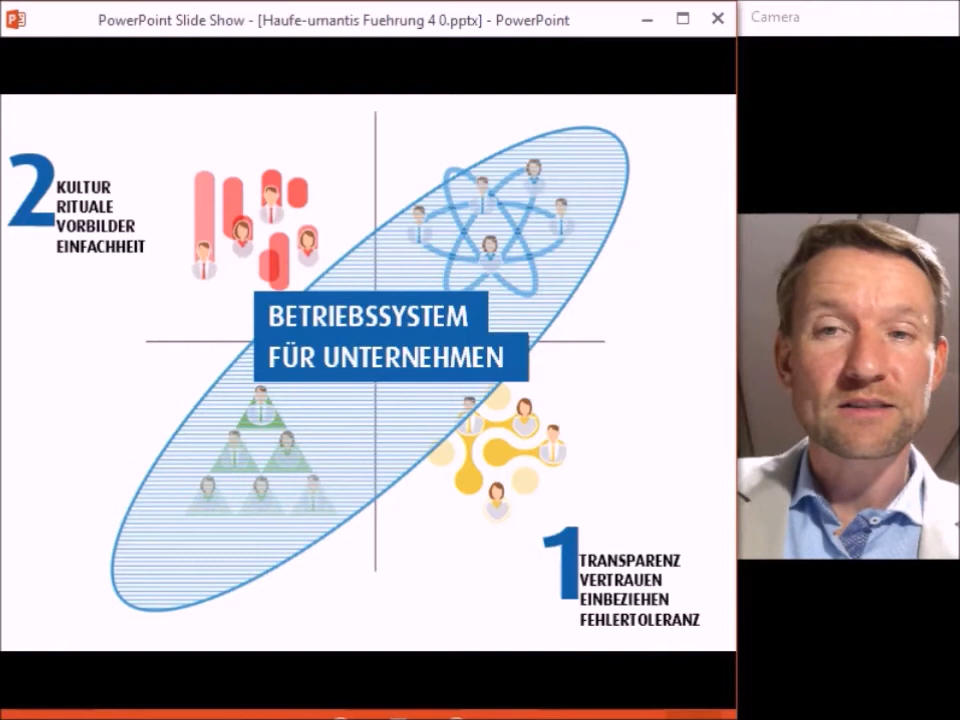 PowerPoint Slide Show - [Haufe-umantis Fuehrung 4 0.pptx] - PowerPoint
Camera
2
KULTUR
RITUALE
VORBILDER
EINFACHHEIT
BETRIEBSSYSTEM
FÜR UNTERNEHMEN
1
TRANSPARENZ
VERTRAUEN
EINBEZIEHEN
FEHLERTOLERANZ